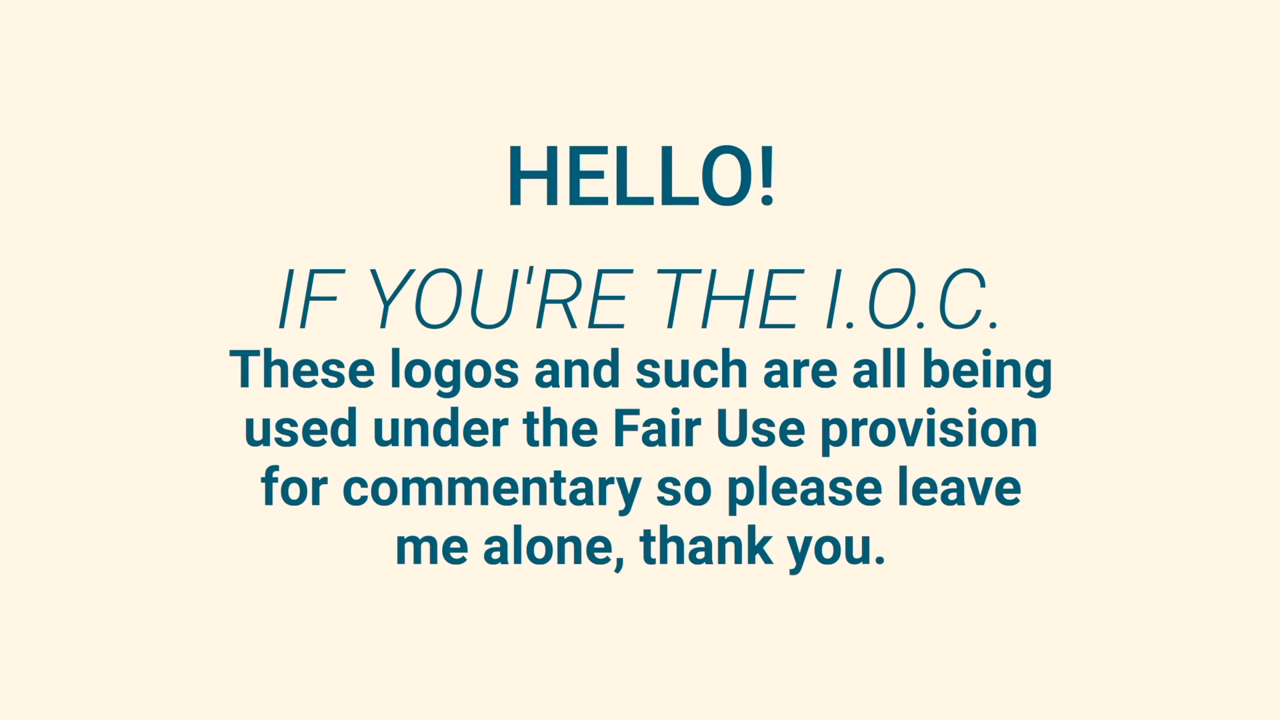 HELLO!
IF YOU'RE THE I.O.C.
These logos and such are all being
used under the Fair Use provision
for commentary so please leave
me alone, thank you.